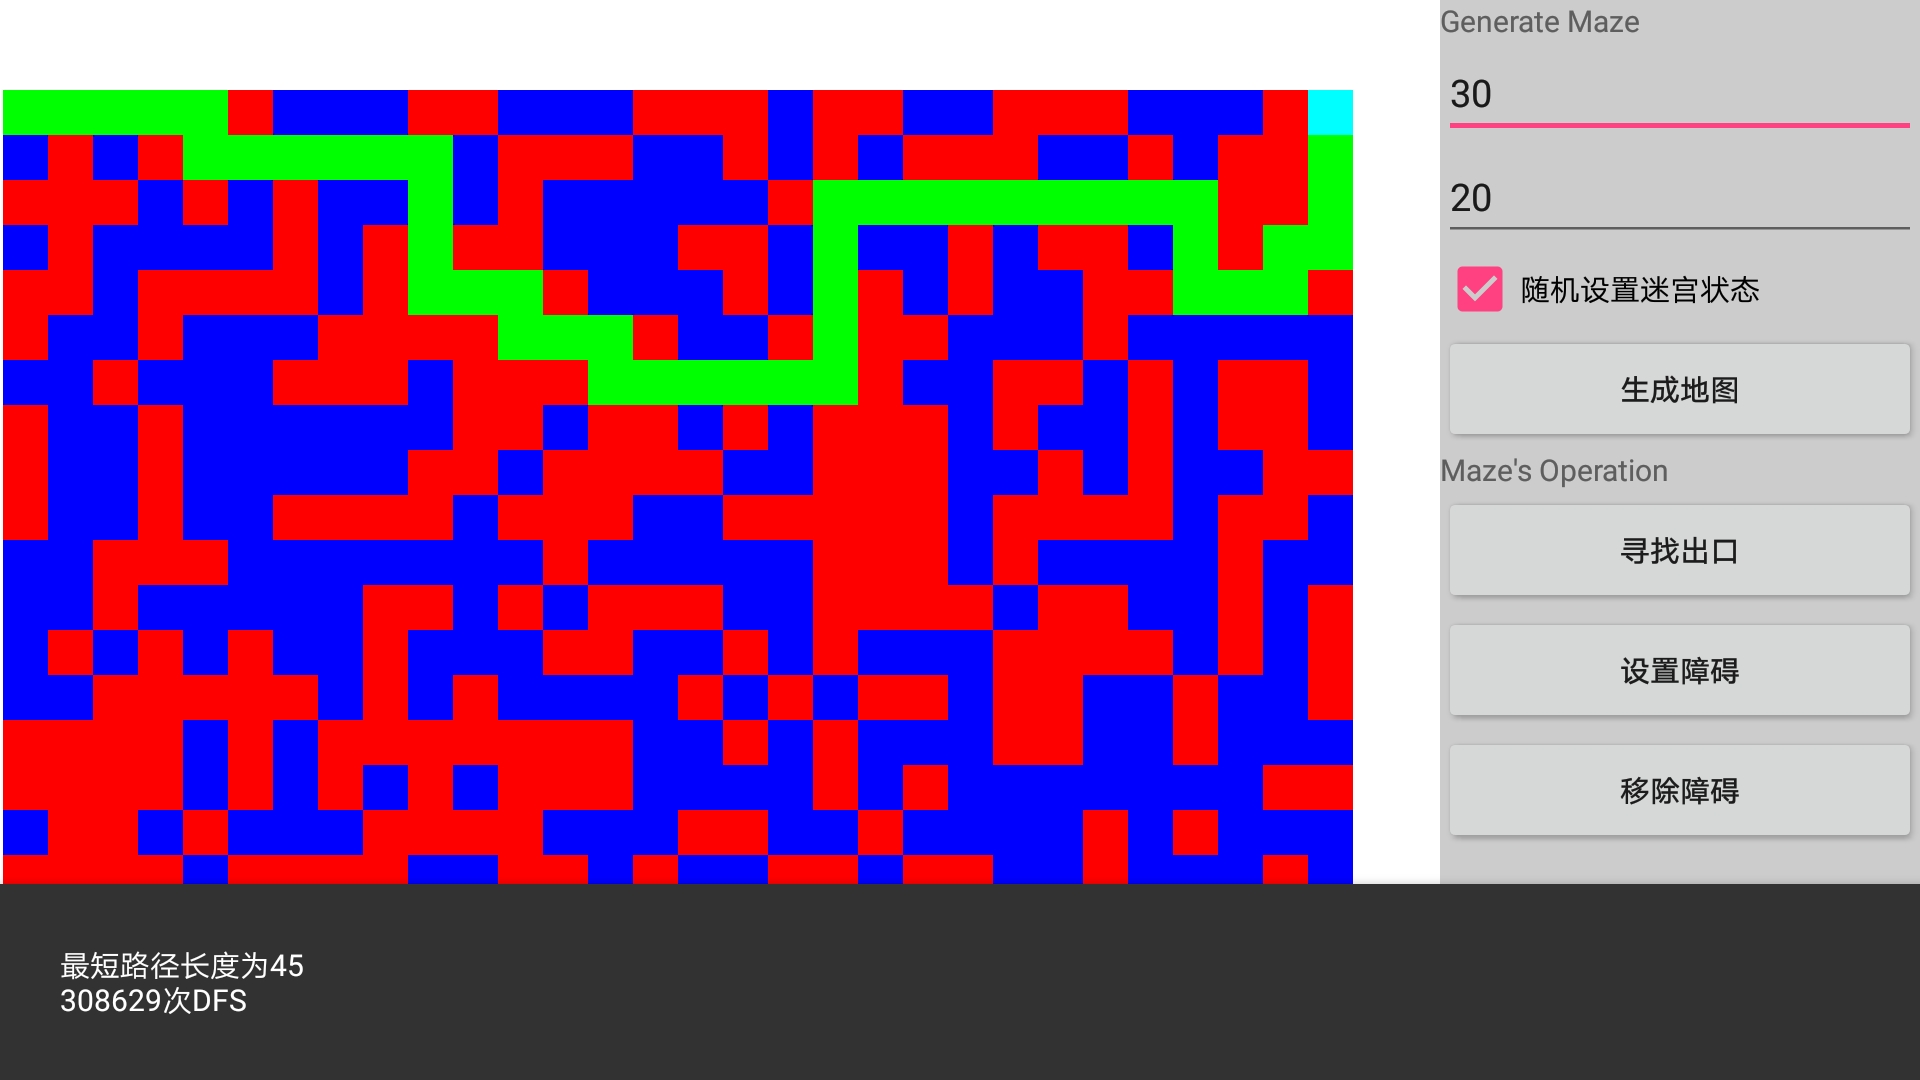 Generate Maze
30
20
随机设置迷宫状态
生成地图
Maze's Operation
寻找出口
设置障碍
移除障碍
最短路径长度为45
308629次DFS